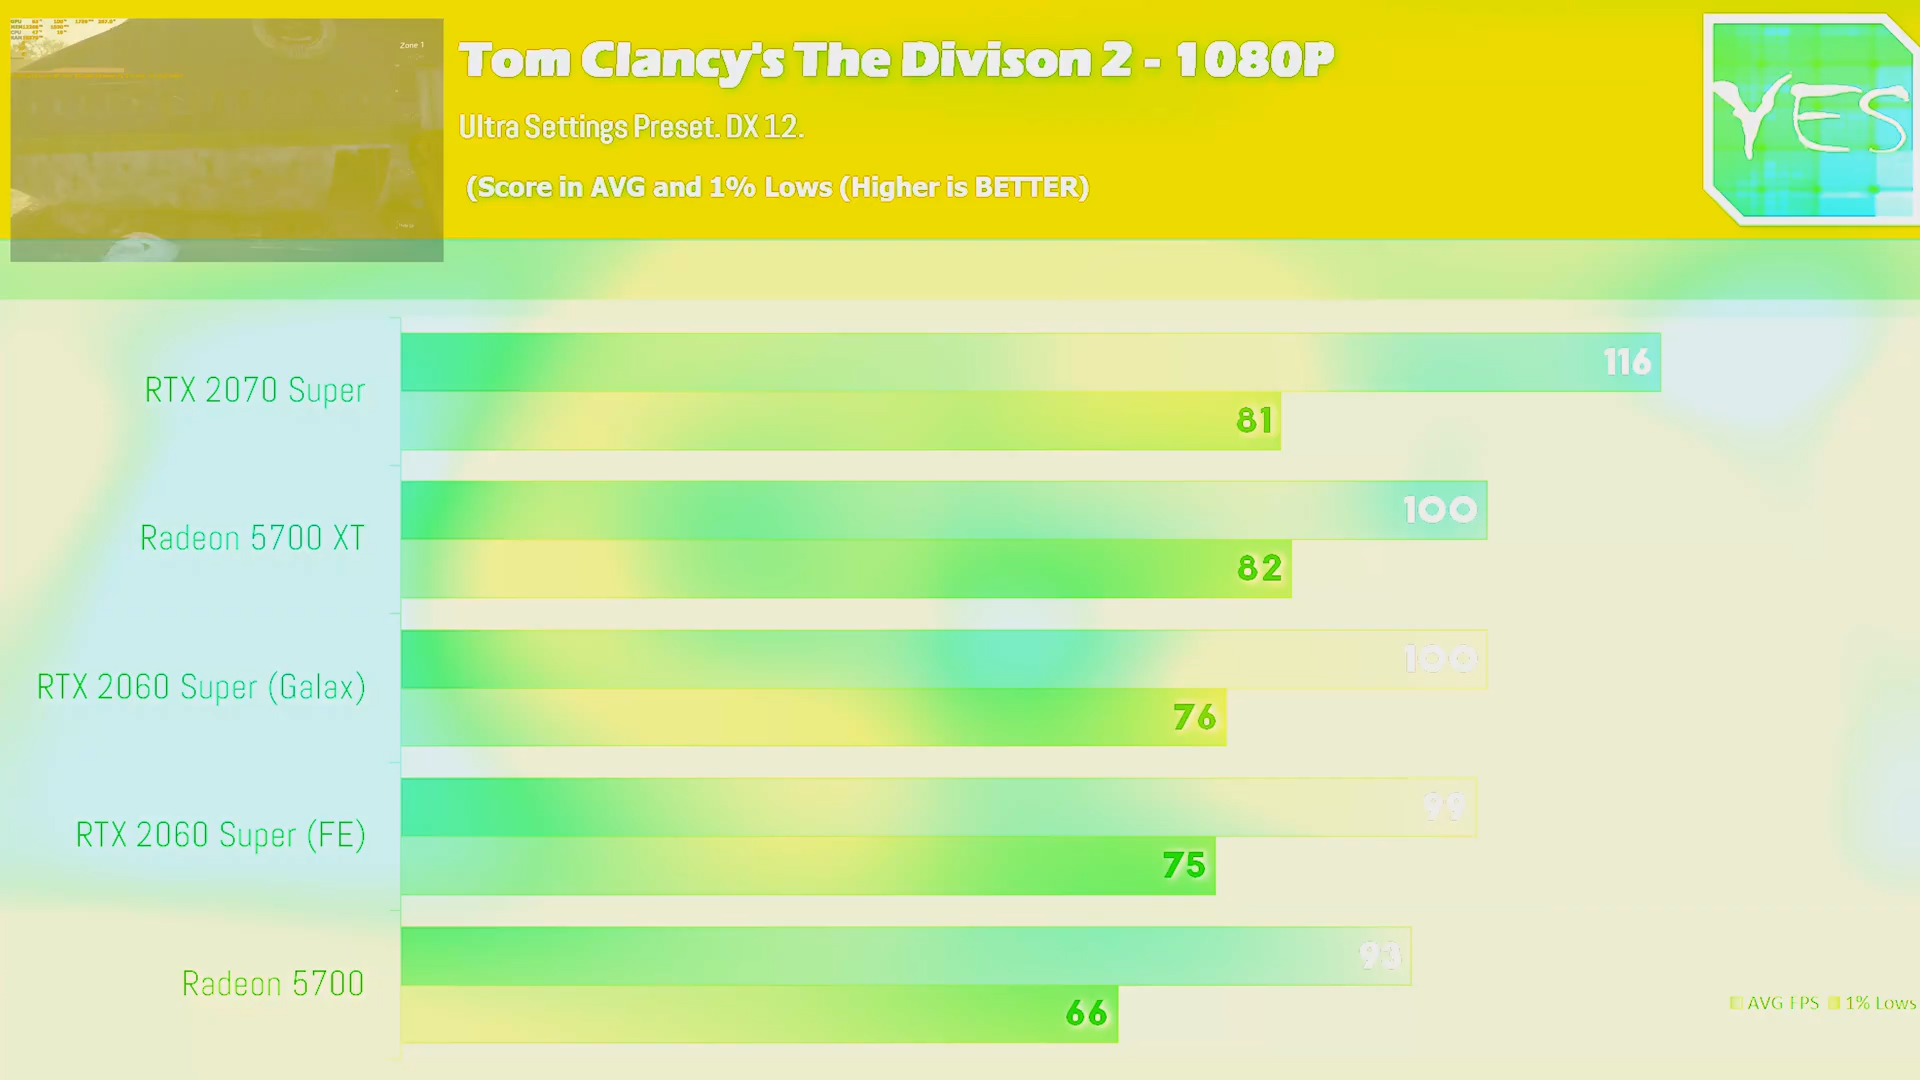 Zone 1
Tom Clancy's The Divison 2 - 1080P
Ultra Settings Preset. DX 12.
(Score in AVG and 1% Lows (Higher is BETTER)
YES
RTX 2070 Super
116
81
Radeon 5700 XT
100
82
RTX 2060 Super (Galax)
100
76
RTX 2060 Super (FE)
99
75
Radeon 5700
93
66
AVG FPS 1% Lows